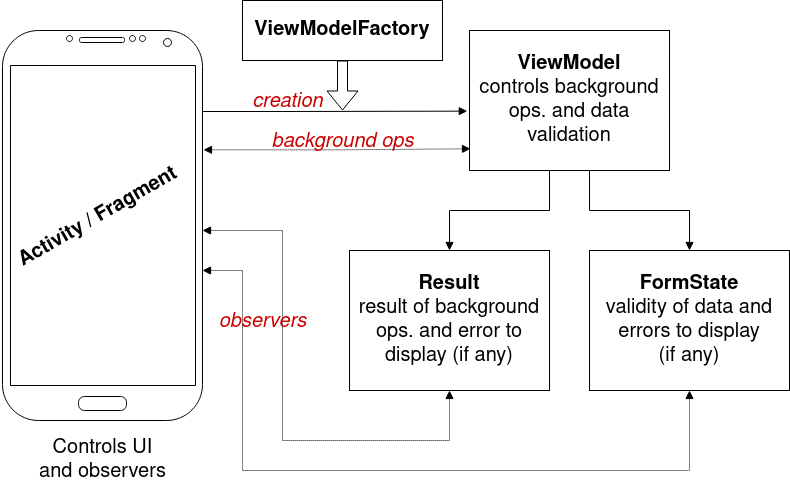 ViewModelFactory
ViewModel
controls background
ops. and data
validation
creation
background ops
Activity / Fragment
observers
Result
result of background
ops. and error to
display (if any)
FormState
validity of data and
errors to display
(if any)
Controls UI
and observers